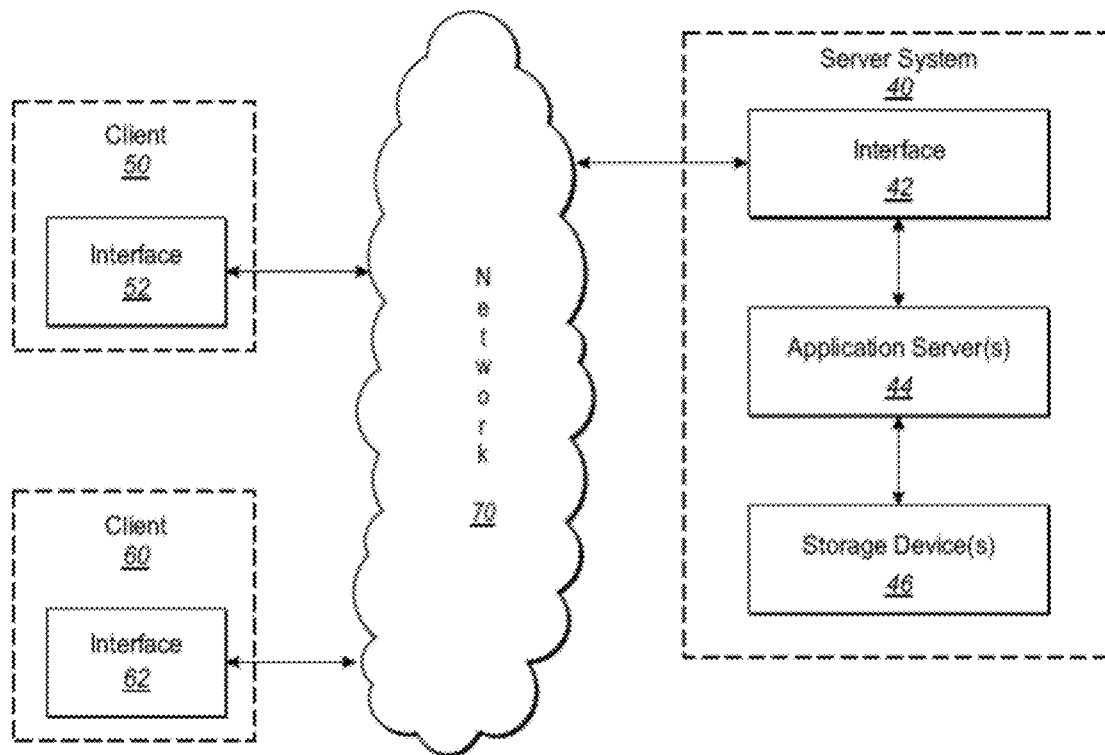 Client
50
Interface
52
Client
60
Interface
62
Network
70
Server System
40
Interface
42
Application Server(s)
44
Storage Device(s)
46